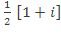 ½ [1 + i]